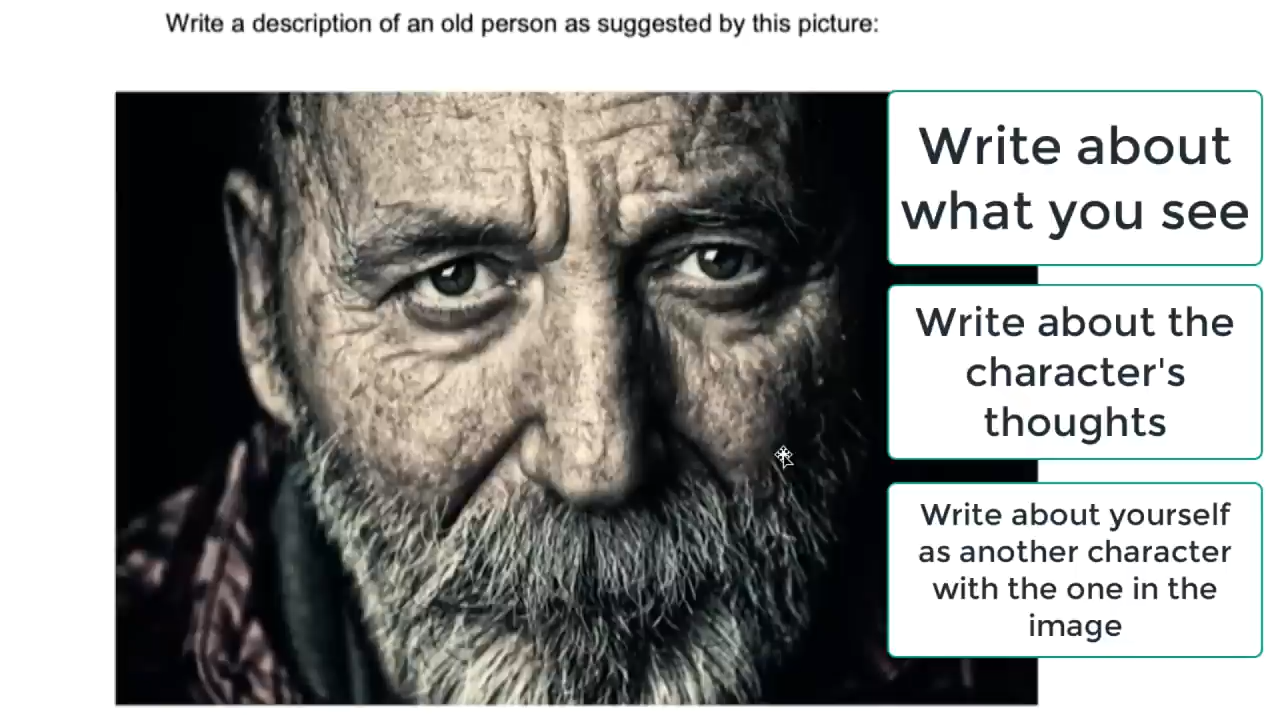 Write a description of an old person as suggested by this picture:
Write about
what you see
Write about the
character's
thoughts
Write about yourself
as another character
with the one in the
image